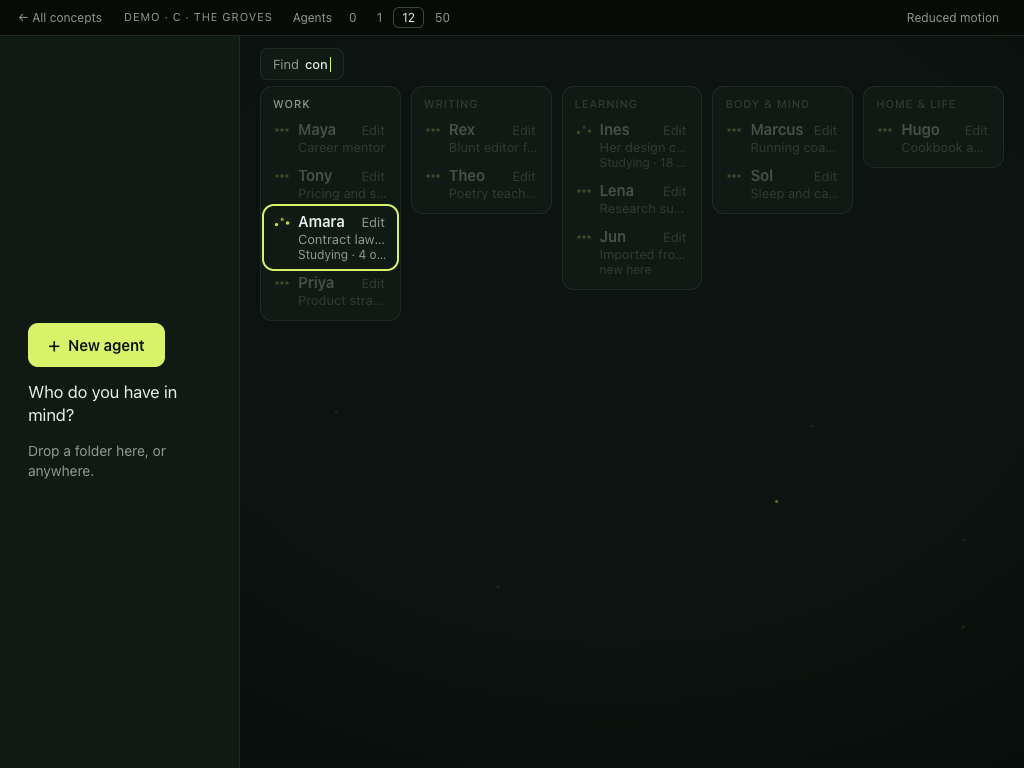 ← All concepts DEMO · C · THE GROVES Agents 0 1 12 50 Reduced motion
Find con
WORK
Maya Edit
Career mentor
Tony Edit
Pricing and s…
Amara Edit
Contract law…
Studying · 4 o…
Priya Edit
Product stra…
WRITING
Rex Edit
Blunt editor f…
Theo Edit
Poetry teach…
LEARNING
Ines Edit
Her design c…
Studying · 18 …
Lena Edit
Research su…
Jun Edit
Imported fro…
new here
BODY & MIND
Marcus Edit
Running coa…
Sol Edit
Sleep and ca…
HOME & LIFE
Hugo Edit
Cookbook a…
+ New agent
Who do you have in
mind?
Drop a folder here, or
anywhere.